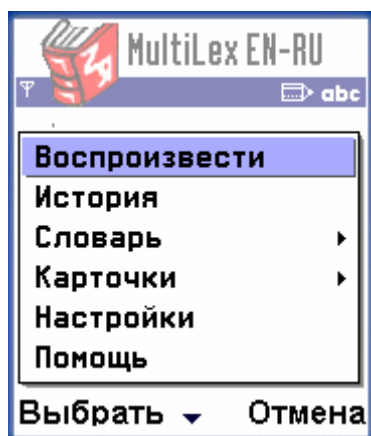 MultiLex EN-RU
abc
Воспроизвести
История
Словарь
Карточки
Настройки
Помощь
Выбрать Отмена